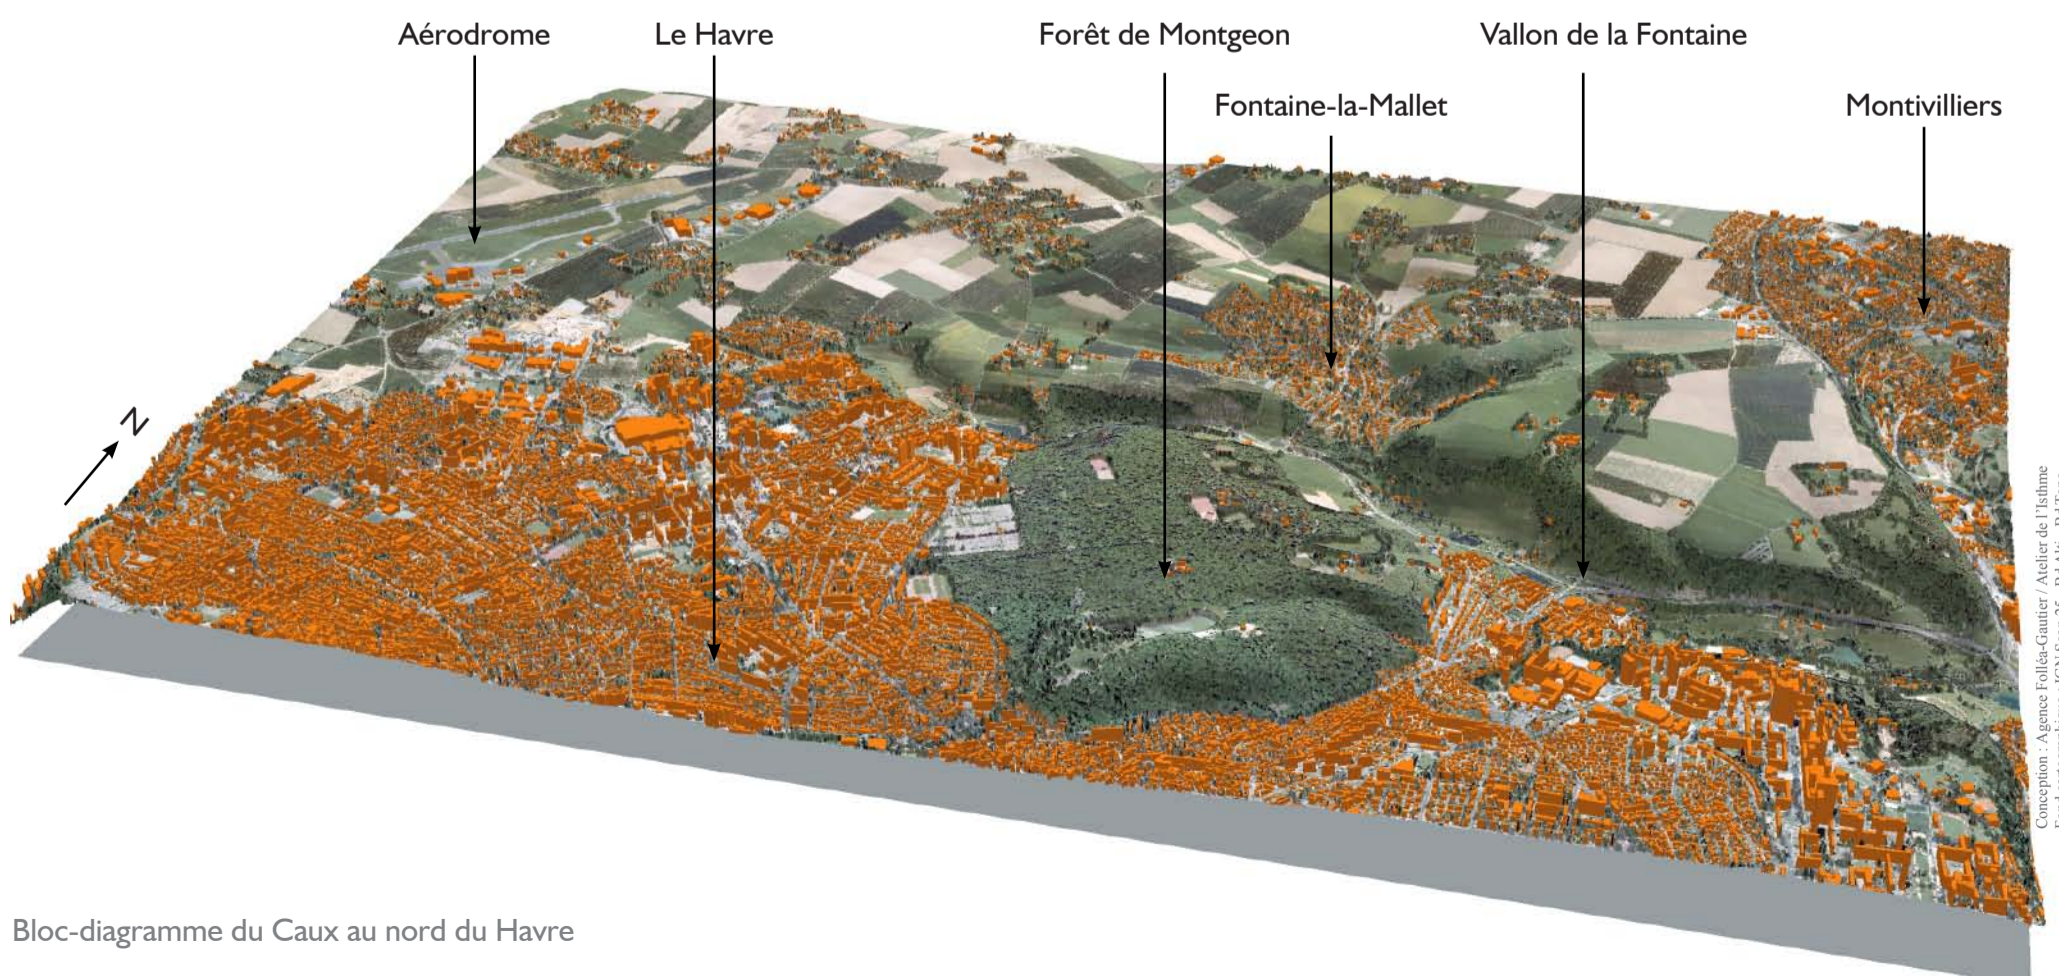 Aérodrome
Le Havre
Forêt de Montgeon
Vallon de la Fontaine
Fontaine-la-Mallet
Montivilliers
N
Conception : Agence Folléa-Gautier / Atelier de l'Isthme
Bloc-diagramme du Caux au nord du Havre